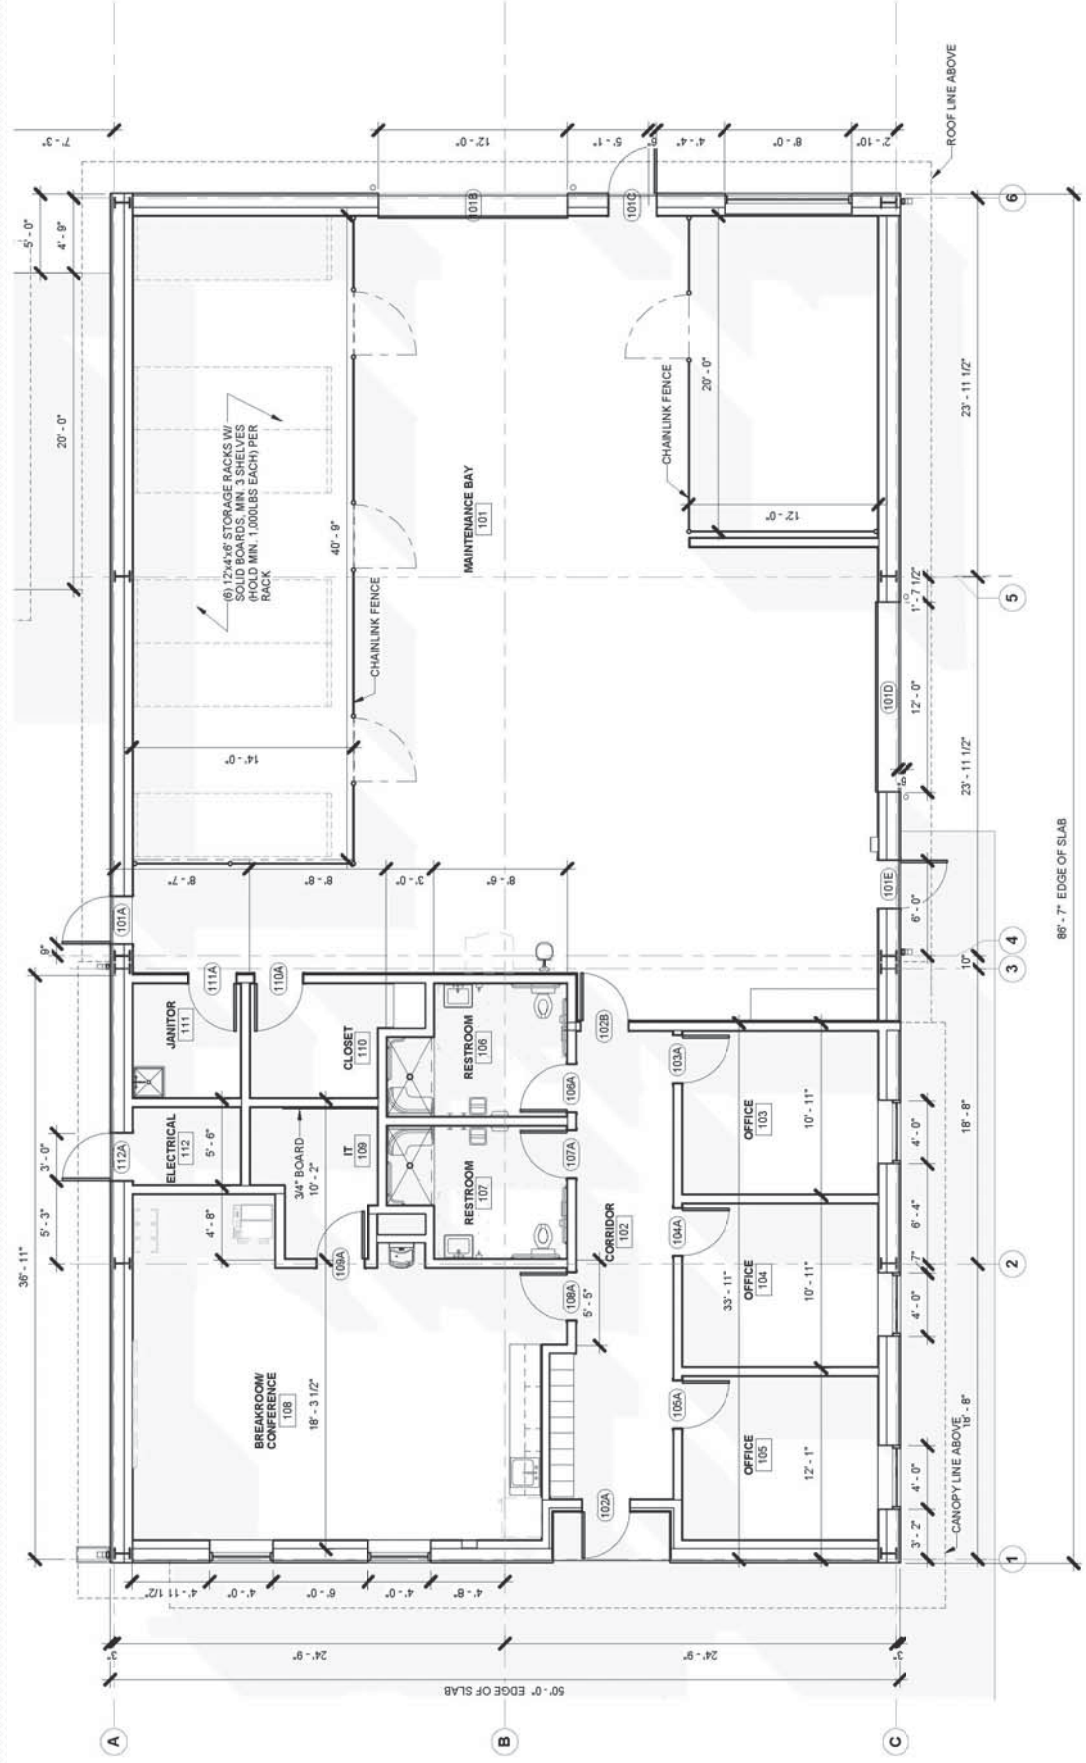 7' - 3"
5' - 0"
4' - 9"
20' - 0"
12' - 0"
5' - 1"
6"
4' - 4"
8' - 0"
2' - 10"
ROOF LINE ABOVE
101B
101C
6
(6) 12'x4'x6' STORAGE RACKS W/
SOLID BOARDS, MIN. 3 SHELVES
(HOLD MIN. 1,000LBS EACH) PER
RACK
40' - 9"
CHAINLINK FENCE
14' - 0"
MAINTENANCE BAY
101
CHAINLINK FENCE
20' - 0"
12' - 0"
23' - 11 1/2"
5
1' - 7 1/2"
101D
12' - 0"
6"
23' - 11 1/2"
86' - 7" EDGE OF SLAB
8' - 7"
8' - 8"
3' - 0"
8' - 6"
101A
9"
101E
6' - 0"
4
3
10"
36' - 11"
111A
110A
JANITOR
111
CLOSET
110
RESTROOM
106
102B
106A
103A
OFFICE
103
10' - 11"
4' - 0"
18' - 8"
3' - 0"
5' - 3"
112A
ELECTRICAL
112
5' - 6"
4' - 8"
3/4" BOARD
10' - 2"
IT
109
109A
RESTROOM
107
107A
CORRIDOR
102
104A
OFFICE
104
33' - 11"
10' - 11"
6' - 4"
7"
4' - 0"
2
108A
5' - 5"
BREAKROOM/
CONFERENCE
108
18' - 3 1/2"
105A
OFFICE
105
12' - 1"
102A
4' - 0"
3' - 2"
18' - 8"
CANOPY LINE ABOVE
1
4' - 11 1/2"
4' - 0"
6' - 0"
4' - 0"
4' - 8"
3"
24' - 9"
24' - 9"
3"
50' - 0" EDGE OF SLAB
A
B
C